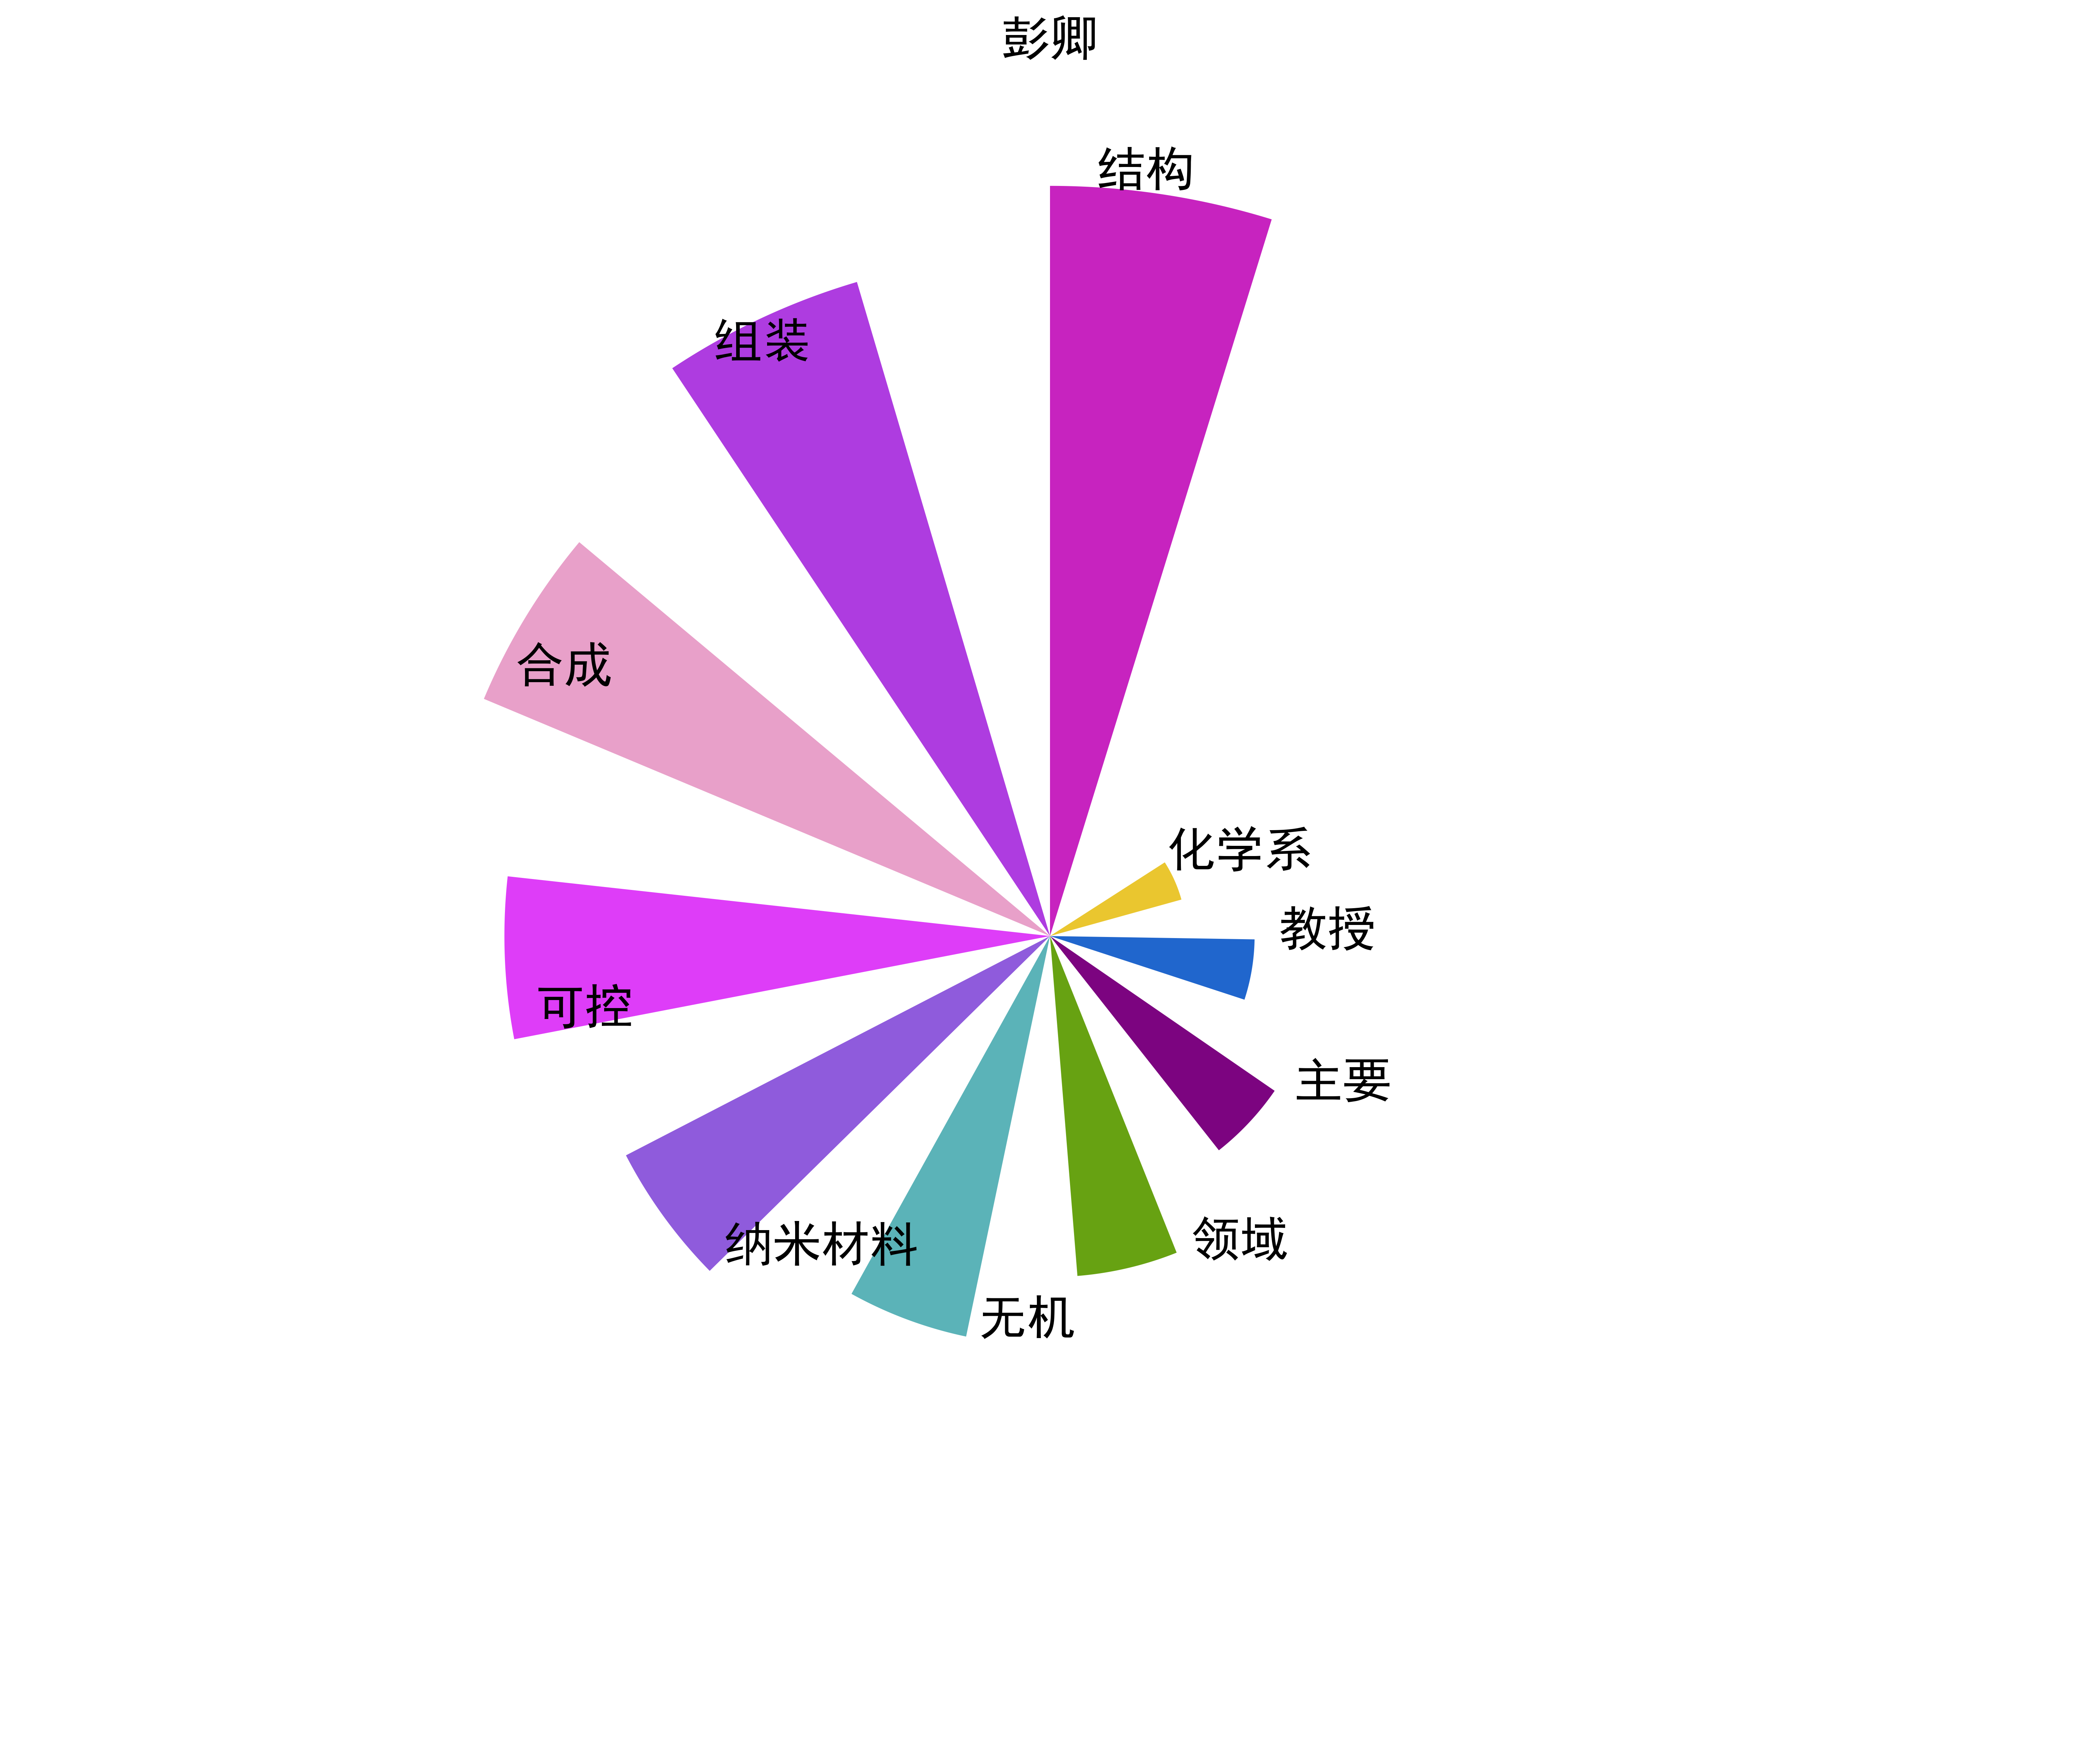 彭卿
结构
组装
合成
化学系
教授
可控
主要
领域
纳米材料
无机